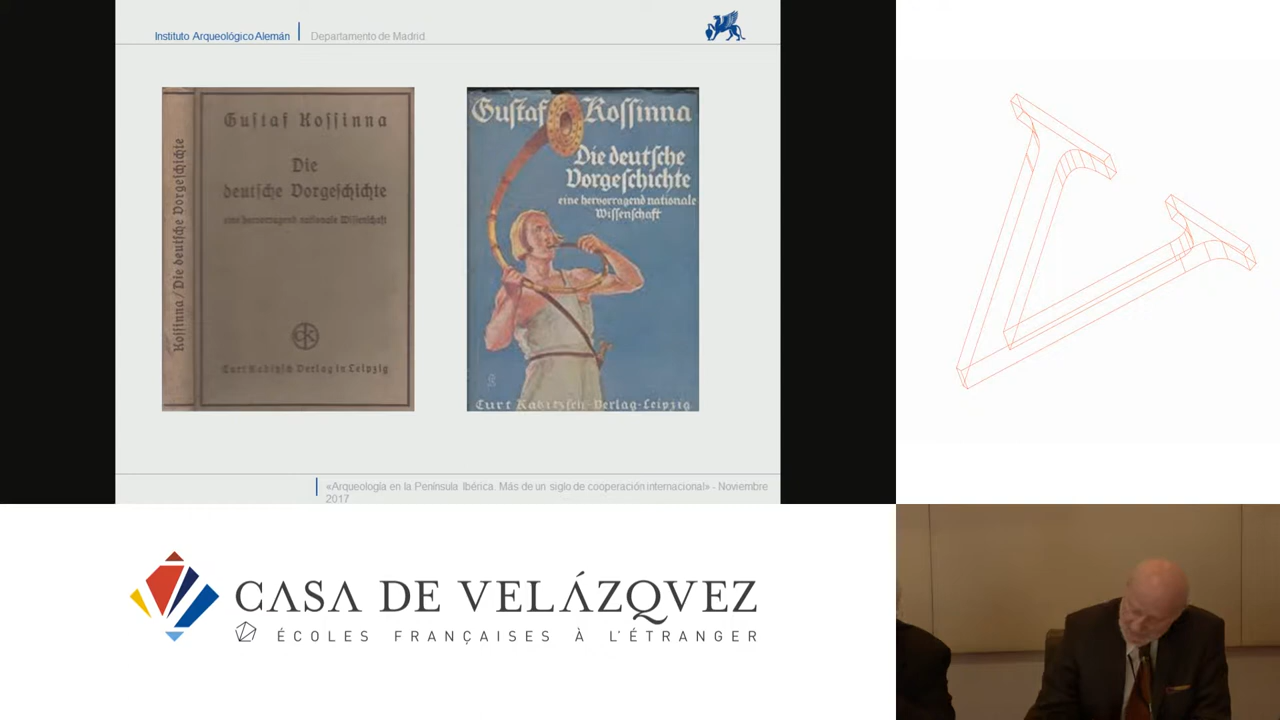 Instituto Arqueológico Alemán
Departamento de Madrid
Kossinna / Die deutsche Vorgeschichte
Gustaf Kossinna
Die
deutsche Vorgeschichte
eine hervorragend nationale Wissenschaft
Curt Kabitzsch Verlag in Leipzig
Guſtaf Koſſinna
Die deutſche
Vorgeſchichte
eine hervorragend nationale
Wiſſenſchaft
Curt Kabitzsch-Verlag-Leipzig
«Arqueología en la Península Ibérica. Más de un siglo de cooperación internacional» - Noviembre
2017
CASA DE VELÁZQVEZ
ÉCOLES FRANÇAISES À L'ÉTRANGER